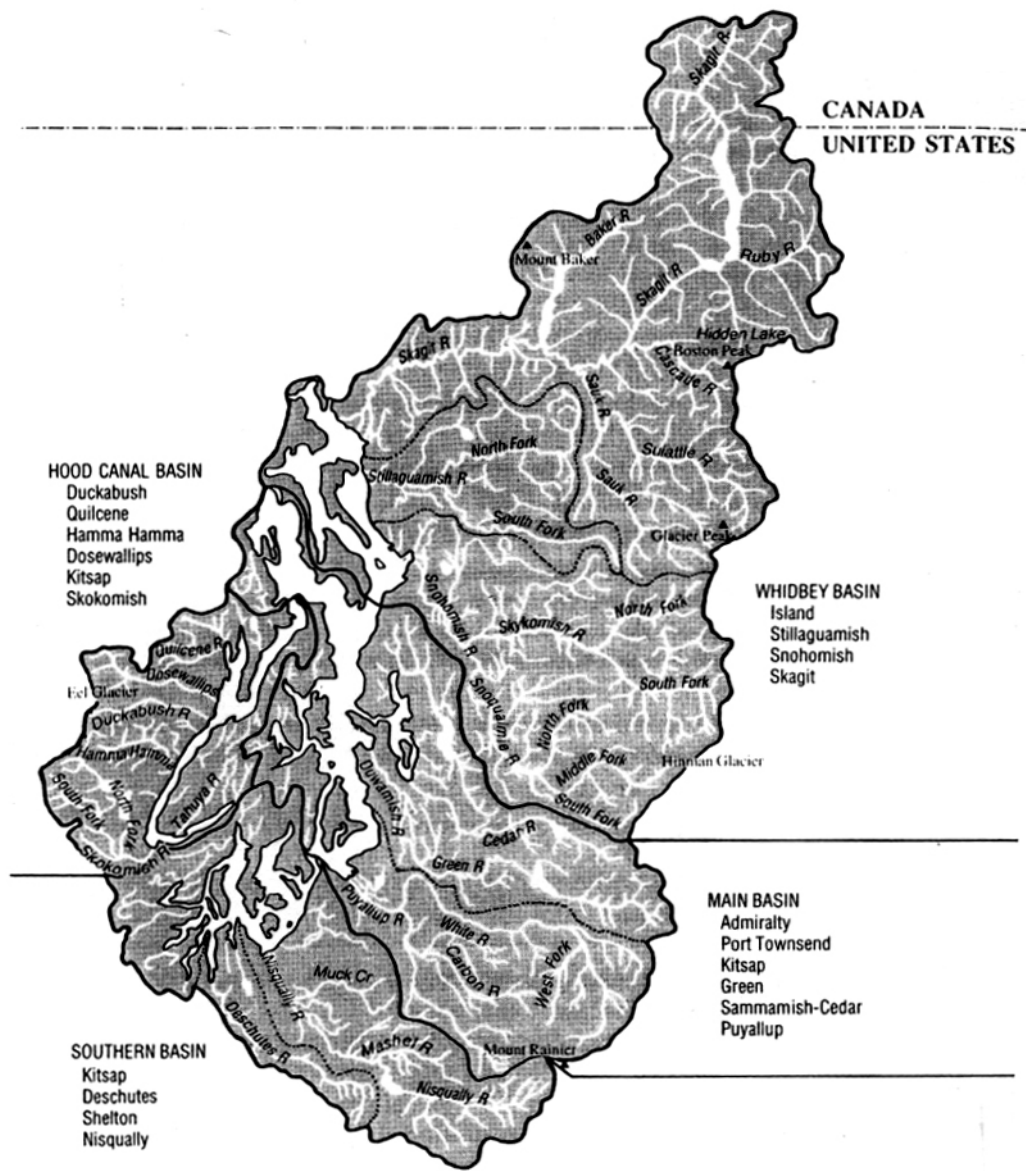 Skagit R
CANADA
UNITED STATES
Baker R
Mount Baker
Ruby R
Skagit R
Hidden Lake
Boston Peak
Cascade R
Skagit R
Sauk R
North Fork
Suiattle R
Stillaguamish R
Sauk R
South Fork
Glacier Peak
HOOD CANAL BASIN
Duckabush
Quilcene
Hamma Hamma
Dosewallips
Kitsap
Skokomish
WHIDBEY BASIN
Island
Stillaguamish
Snohomish
Skagit
Snohomish R
North Fork
Skykomish R
South Fork
Quilcene R
Dosewallips
Eel Glacier
Duckabush R
Hamma Hamma
Snoqualmie R
North Fork
Middle Fork
Hinman Glacier
South Fork
South Fork
North Fork
Tahuya R
Skokomish R
Duwamish R
Cedar R
Green R
MAIN BASIN
Admiralty
Port Townsend
Kitsap
Green
Sammamish-Cedar
Puyallup
Puyallup R
White R
Carbon R
West Fork
Nisqually R
Muck Cr
Deschutes R
Mashel R
Mount Rainier
Nisqually R
SOUTHERN BASIN
Kitsap
Deschutes
Shelton
Nisqually